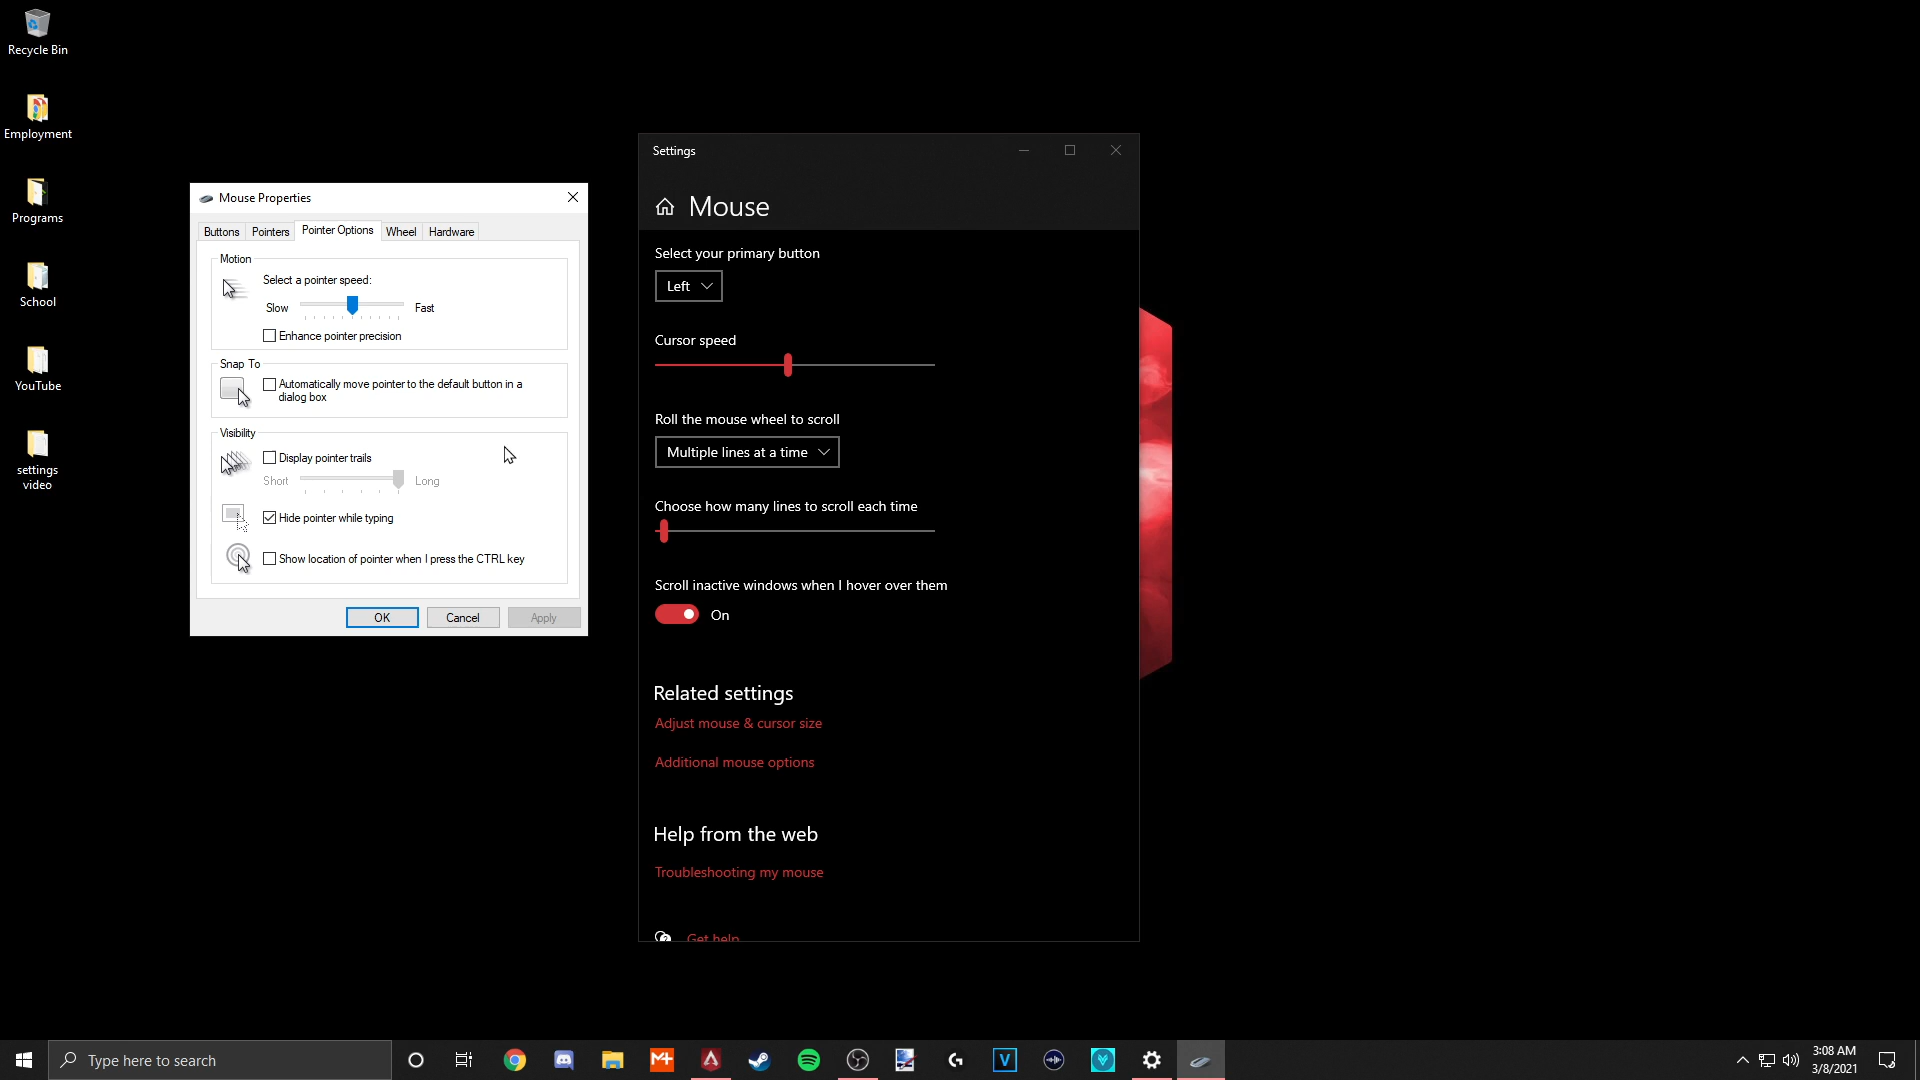 Recycle Bin
Employment
Programs
School
YouTube
settings
video
Mouse Properties
Buttons
Pointers
Pointer Options
Wheel
Hardware
Motion
Select a pointer speed:
Slow
Fast
Enhance pointer precision
Snap To
Automatically move pointer to the default button in a
dialog box
Visibility
Display pointer trails
Short
Long
Hide pointer while typing
Show location of pointer when I press the CTRL key
OK
Cancel
Apply
Settings
Mouse
Select your primary button
Left
Cursor speed
Roll the mouse wheel to scroll
Multiple lines at a time
Choose how many lines to scroll each time
Scroll inactive windows when I hover over them
On
Related settings
Adjust mouse & cursor size
Additional mouse options
Help from the web
Troubleshooting my mouse
Get help
Type here to search
3:08 AM
3/8/2021